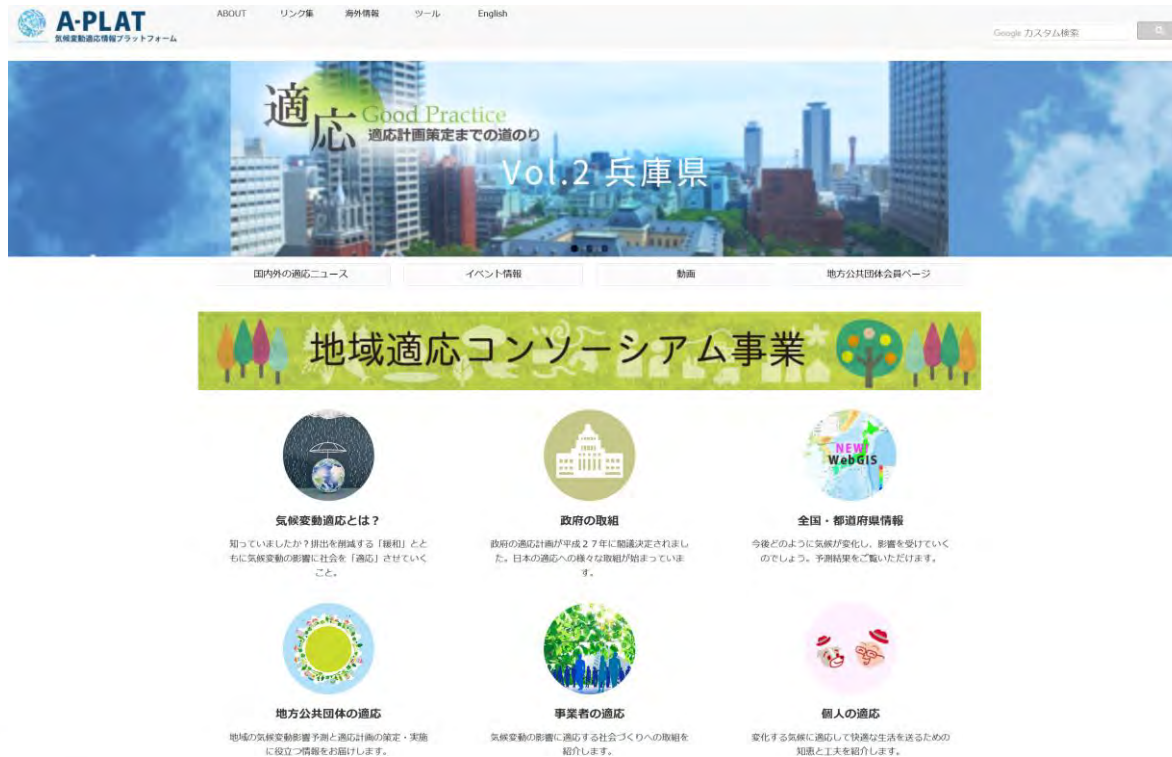 A-PLAT
気候変動適応情報プラットフォーム
ABOUT リンク集 海外情報 ツール English
Google カスタム検索
適応 Good Practice
適応計画策定までの道のり
Vol.2 兵庫県
国内外の適応ニュース イベント情報 動画 地方公共団体会員ページ
地域適応コンソーシアム事業
NEW!
WebGIS
気候変動適応とは？ 政府の取組 全国・都道府県情報
知っていましたか？排出を削減する「緩和」とと
もに気候変動の影響に社会を「適応」させていく
こと。
政府の適応計画が平成２７年に閣議決定されまし
た。日本の適応への様々な取組が始まっていま
す。
今後どのように気候が変化し、影響を受けていく
のでしょう。予測結果をご覧いただけます。
地方公共団体の適応 事業者の適応 個人の適応
地域の気候変動影響予測と適応計画の策定・実施
に役立つ情報をお届けします。
気候変動の影響に適応する社会づくりへの取組を
紹介します。
変化する気候に適応して快適な生活を送るための
知恵と工夫を紹介します。